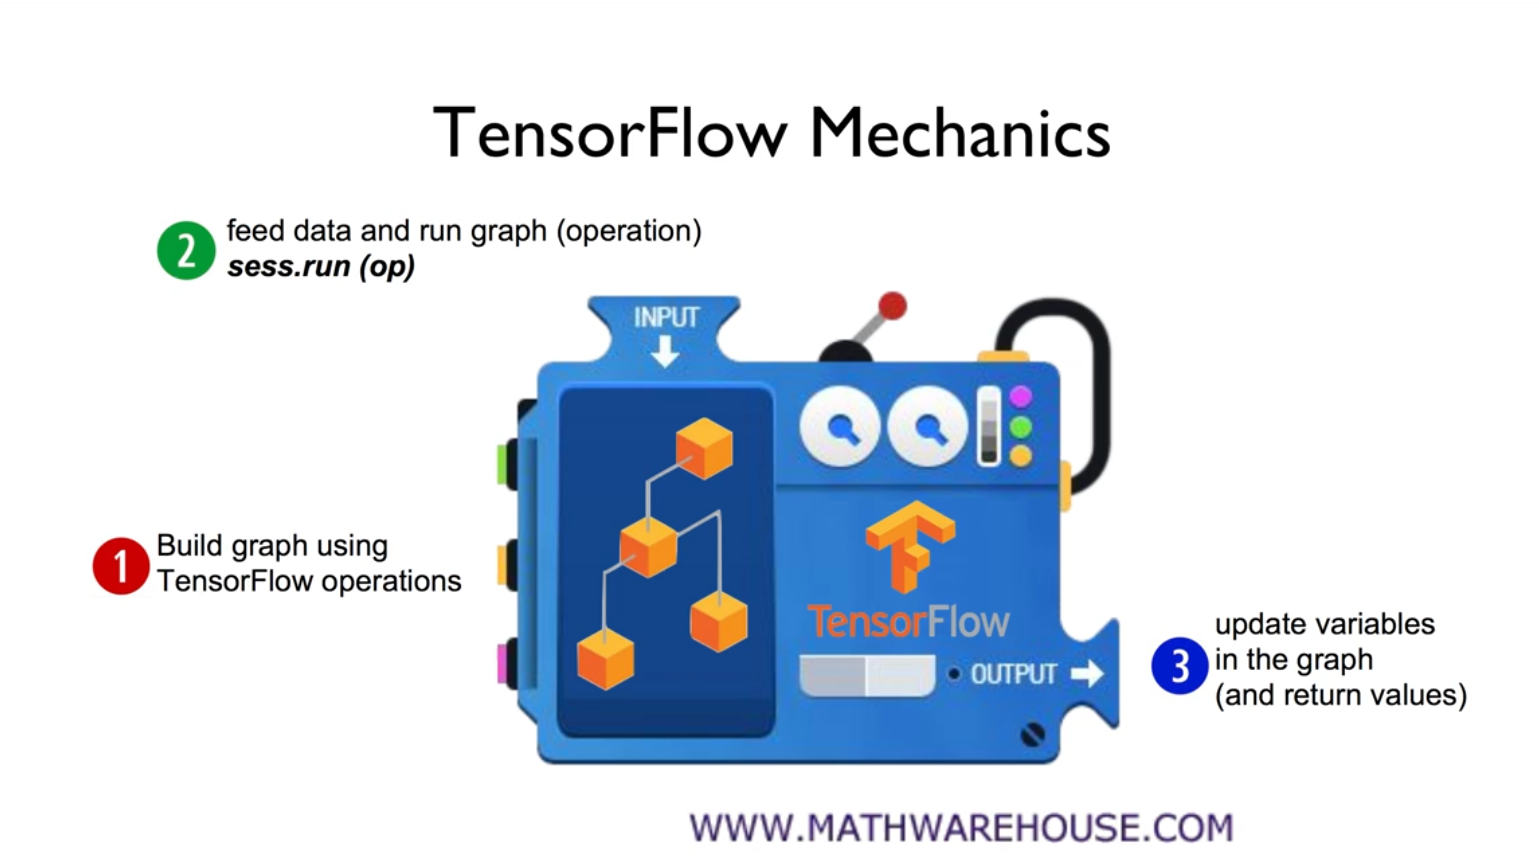 TensorFlow Mechanics
2
feed data and run graph (operation)
sess.run (op)
INPUT
1
Build graph using
TensorFlow operations
TensorFlow
OUTPUT
3
update variables
in the graph
(and return values)
WWW.MATHWAREHOUSE.COM